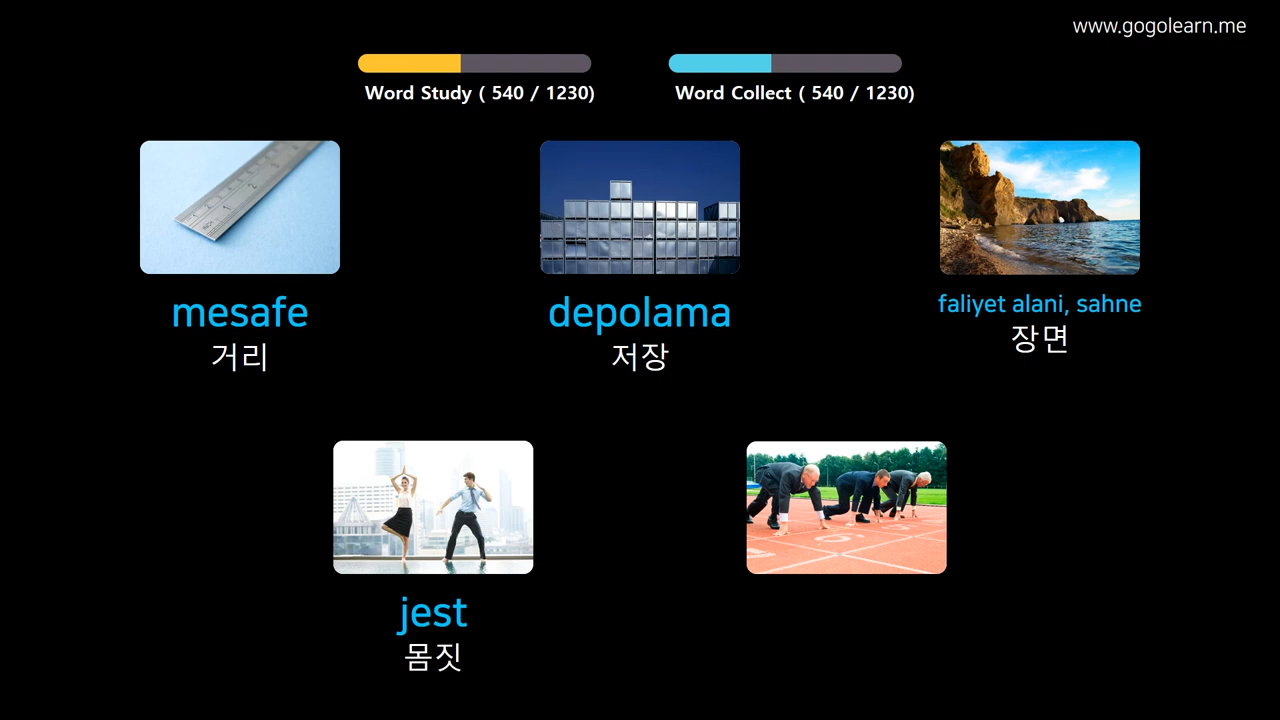 www.gogolearn.me
Word Study ( 540 / 1230)
Word Collect ( 540 / 1230)
mesafe
거리
depolama
저장
faliyet alani, sahne
장면
jest
몸짓